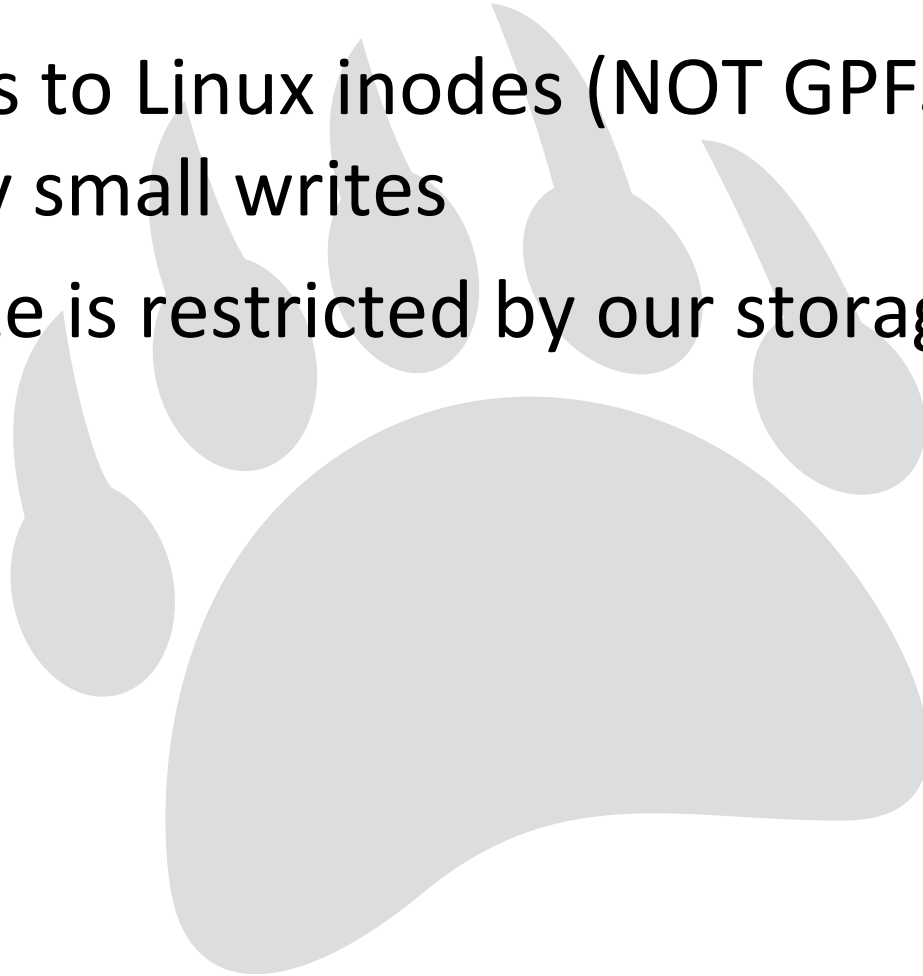 s to Linux inodes (NOT GPF
small writes
e is restricted by our storag